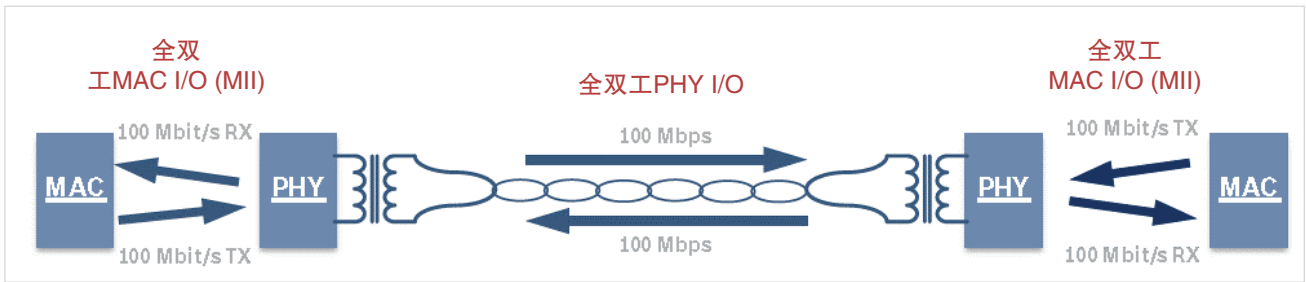 全双
工MAC I/O (MII)
全双工PHY I/O
全双工
MAC I/O (MII)
100 Mbit/s RX
100 Mbps
100 Mbit/s TX
MAC
PHY
PHY
MAC
100 Mbit/s TX
100 Mbps
100 Mbit/s RX